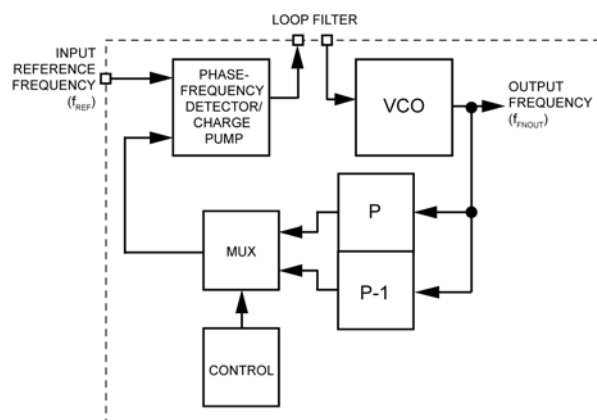 LOOP FILTER
INPUT
REFERENCE
FREQUENCY
(fREF)
PHASE-
FREQUENCY
DETECTOR/
CHARGE
PUMP
VCO
OUTPUT
FREQUENCY
(fFNOUT)
P
MUX
P-1
CONTROL